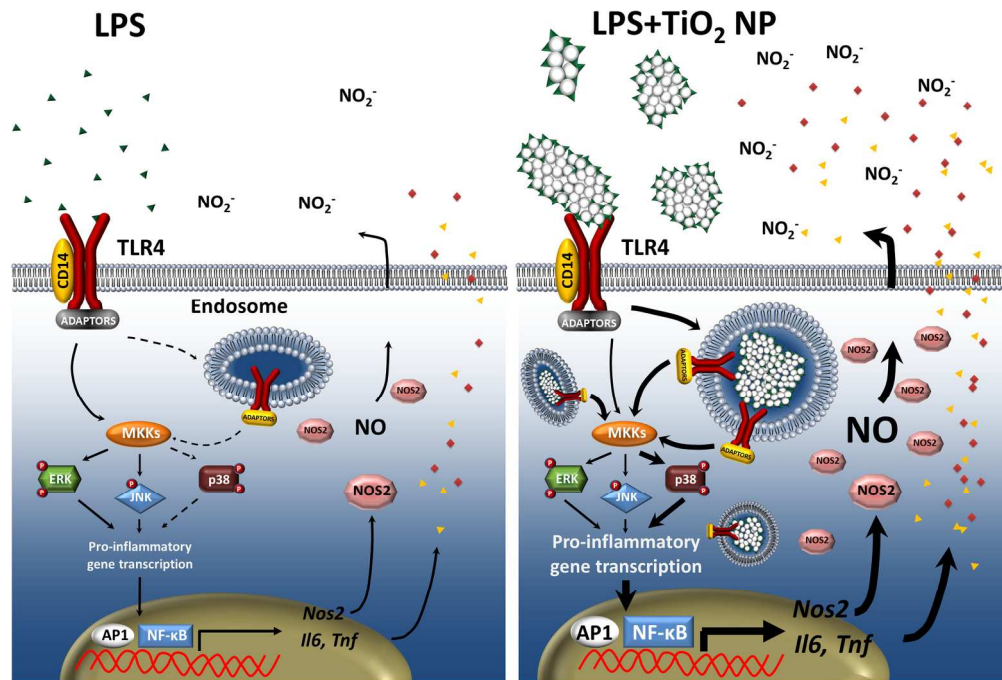 LPS
NO₂⁻
NO₂⁻
NO₂⁻
CD14
TLR4
ADAPTORS
Endosome
ADAPTORS
MKKs
NOS2
NO
NOS2
P
ERK
P
P
JNK
P
p38
P
NOS2
Pro-inflammatory
gene transcription
AP1
NF-κB
Nos2
Il6, Tnf
LPS+TiO₂ NP
NO₂⁻
NO₂⁻
NO₂⁻
NO₂⁻
NO₂⁻
NO₂⁻
CD14
TLR4
ADAPTORS
ADAPTORS
NOS2
NOS2
NOS2
NO
MKKs
ADAPTORS
NOS2
NOS2
NOS2
P
ERK
P
P
JNK
P
p38
P
NOS2
NOS2
Pro-inflammatory
gene transcription
AP1
NF-κB
Nos2
Il6, Tnf